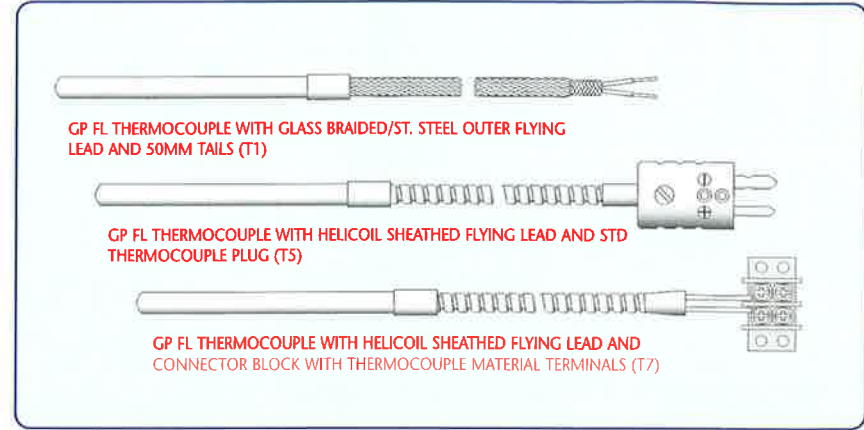 GP FL THERMOCOUPLE WITH GLASS BRAIDED/ST. STEEL OUTER FLYING
LEAD AND 50MM TAILS (T1)
GP FL THERMOCOUPLE WITH HELICOIL SHEATHED FLYING LEAD AND STD
THERMOCOUPLE PLUG (T5)
GP FL THERMOCOUPLE WITH HELICOIL SHEATHED FLYING LEAD AND
CONNECTOR BLOCK WITH THERMOCOUPLE MATERIAL TERMINALS (T7)